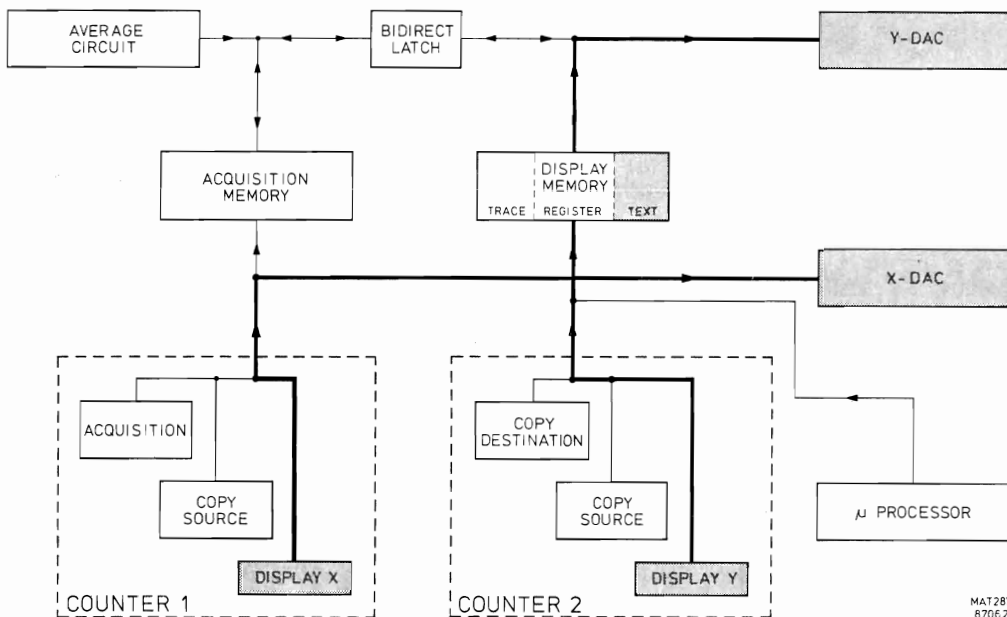 AVERAGE
CIRCUIT
BIDIRECT
LATCH
Y-DAC
ACQUISITION
MEMORY
DISPLAY
MEMORY
TRACE REGISTER TEXT
X-DAC
ACQUISITION
COPY
SOURCE
DISPLAY X
COUNTER 1
COPY
DESTINATION
COPY
SOURCE
DISPLAY Y
COUNTER 2
μ PROCESSOR